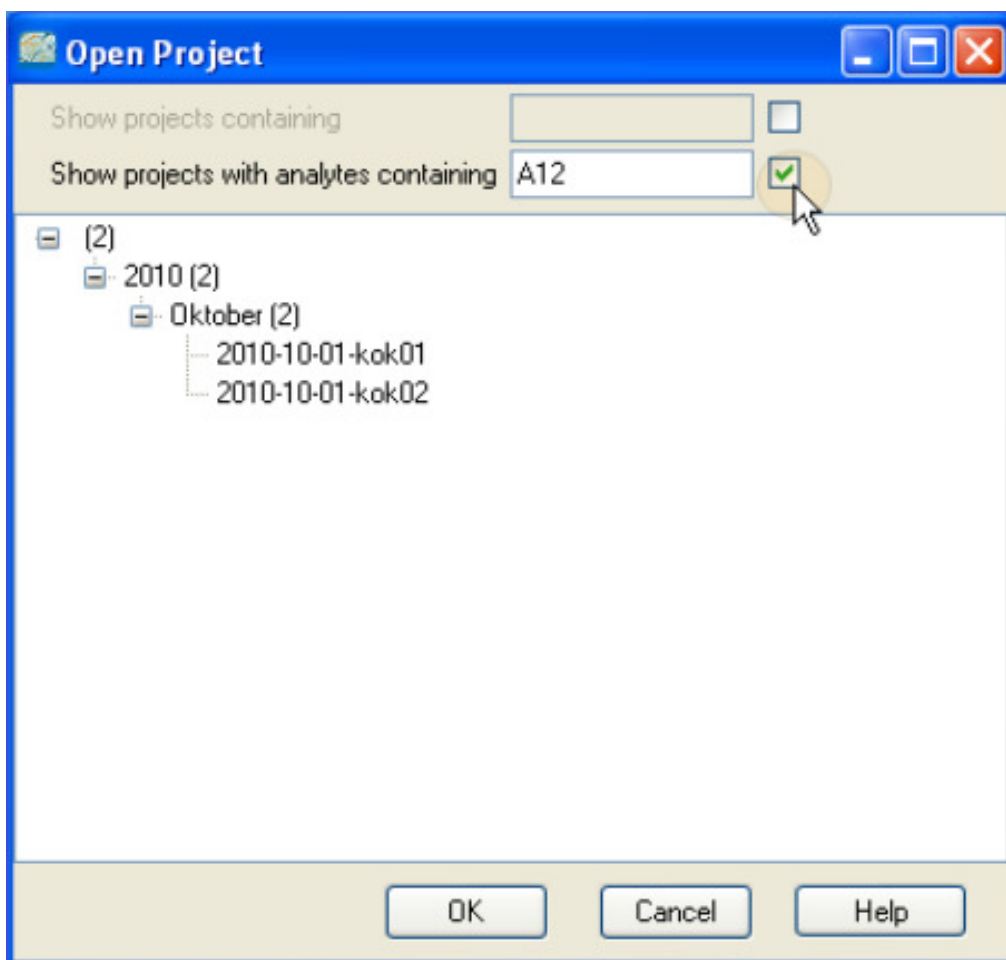 Open Project
Show projects containing
Show projects with analytes containing A12
(2)
2010 (2)
Oktober (2)
2010-10-01-kok01
2010-10-01-kok02
OK Cancel Help